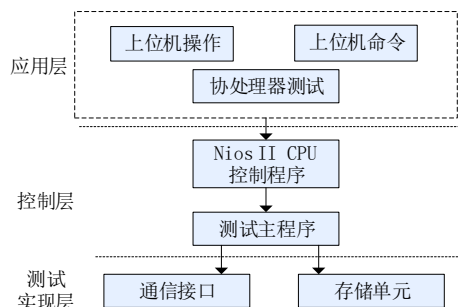 上位机操作
上位机命令
应用层
协处理器测试
Nios II CPU
控制程序
控制层
测试主程序
测试
实现层
通信接口
存储单元